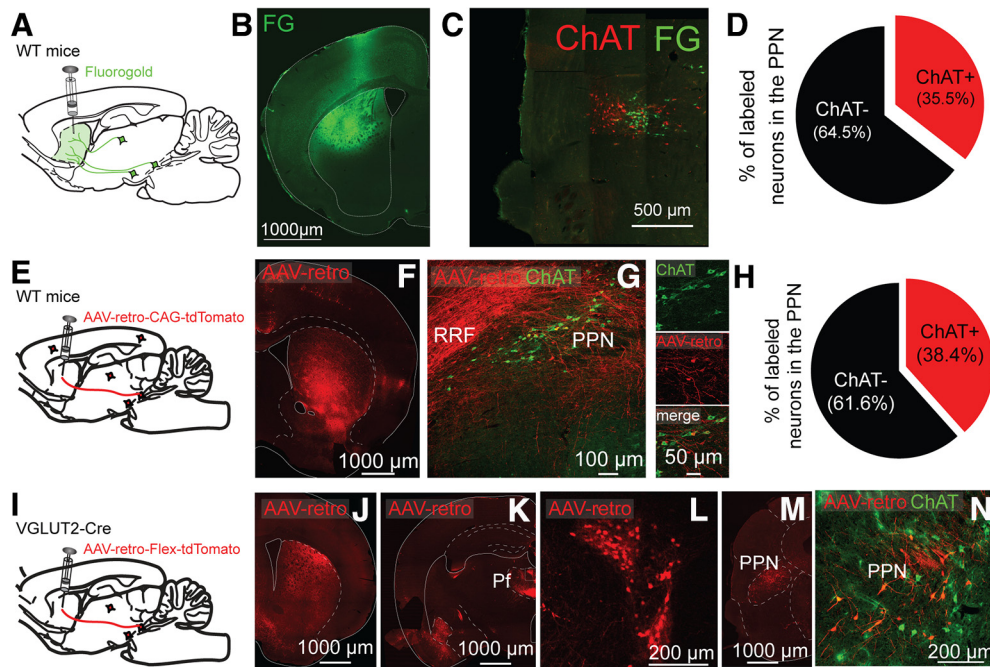 A
WT mice
Fluorogold
B
FG
1000μm
C
ChAT FG
500 μm
D
% of labeled
neurons in the PPN
ChAT+
(35.5%)
ChAT-
(64.5%)
E
WT mice
AAV-retro-CAG-tdTomato
AAV-retro
F
1000 μm
AAV-retro ChAT
G
RRF
PPN
100 μm
ChAT
AAV-retro
merge
50 μm
H
% of labeled
neurons in the PPN
ChAT+
(38.4%)
ChAT-
(61.6%)
I
VGLUT2-Cre
AAV-retro-Flex-tdTomato
AAV-retro
J
1000 μm
AAV-retro
K
Pf
1000 μm
AAV-retro
L
200 μm
AAV-retro
M
PPN
1000 μm
AAV-retro ChAT
N
PPN
200 μm